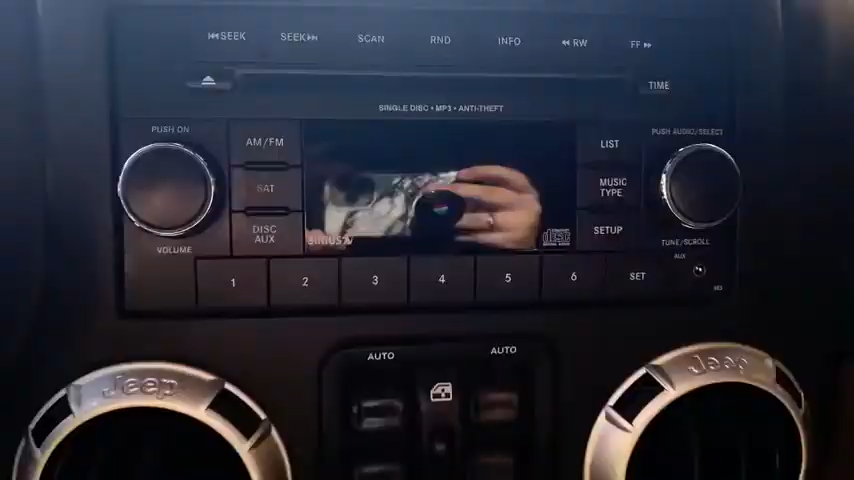 SEEK
SEEK
SCAN
RND
INFO
RW
FF
TIME
SINGLE DISC • MP3 • ANTI-THEFT
PUSH ON
AM/FM
LIST
PUSH AUDIO/SELECT
SAT
MUSIC
TYPE
DISC
AUX
SETUP
SIRIUS
disc
VOLUME
TUNE/SCROLL
AUX
1
2
3
4
5
6
SET
AUTO
AUTO
Jeep
Jeep